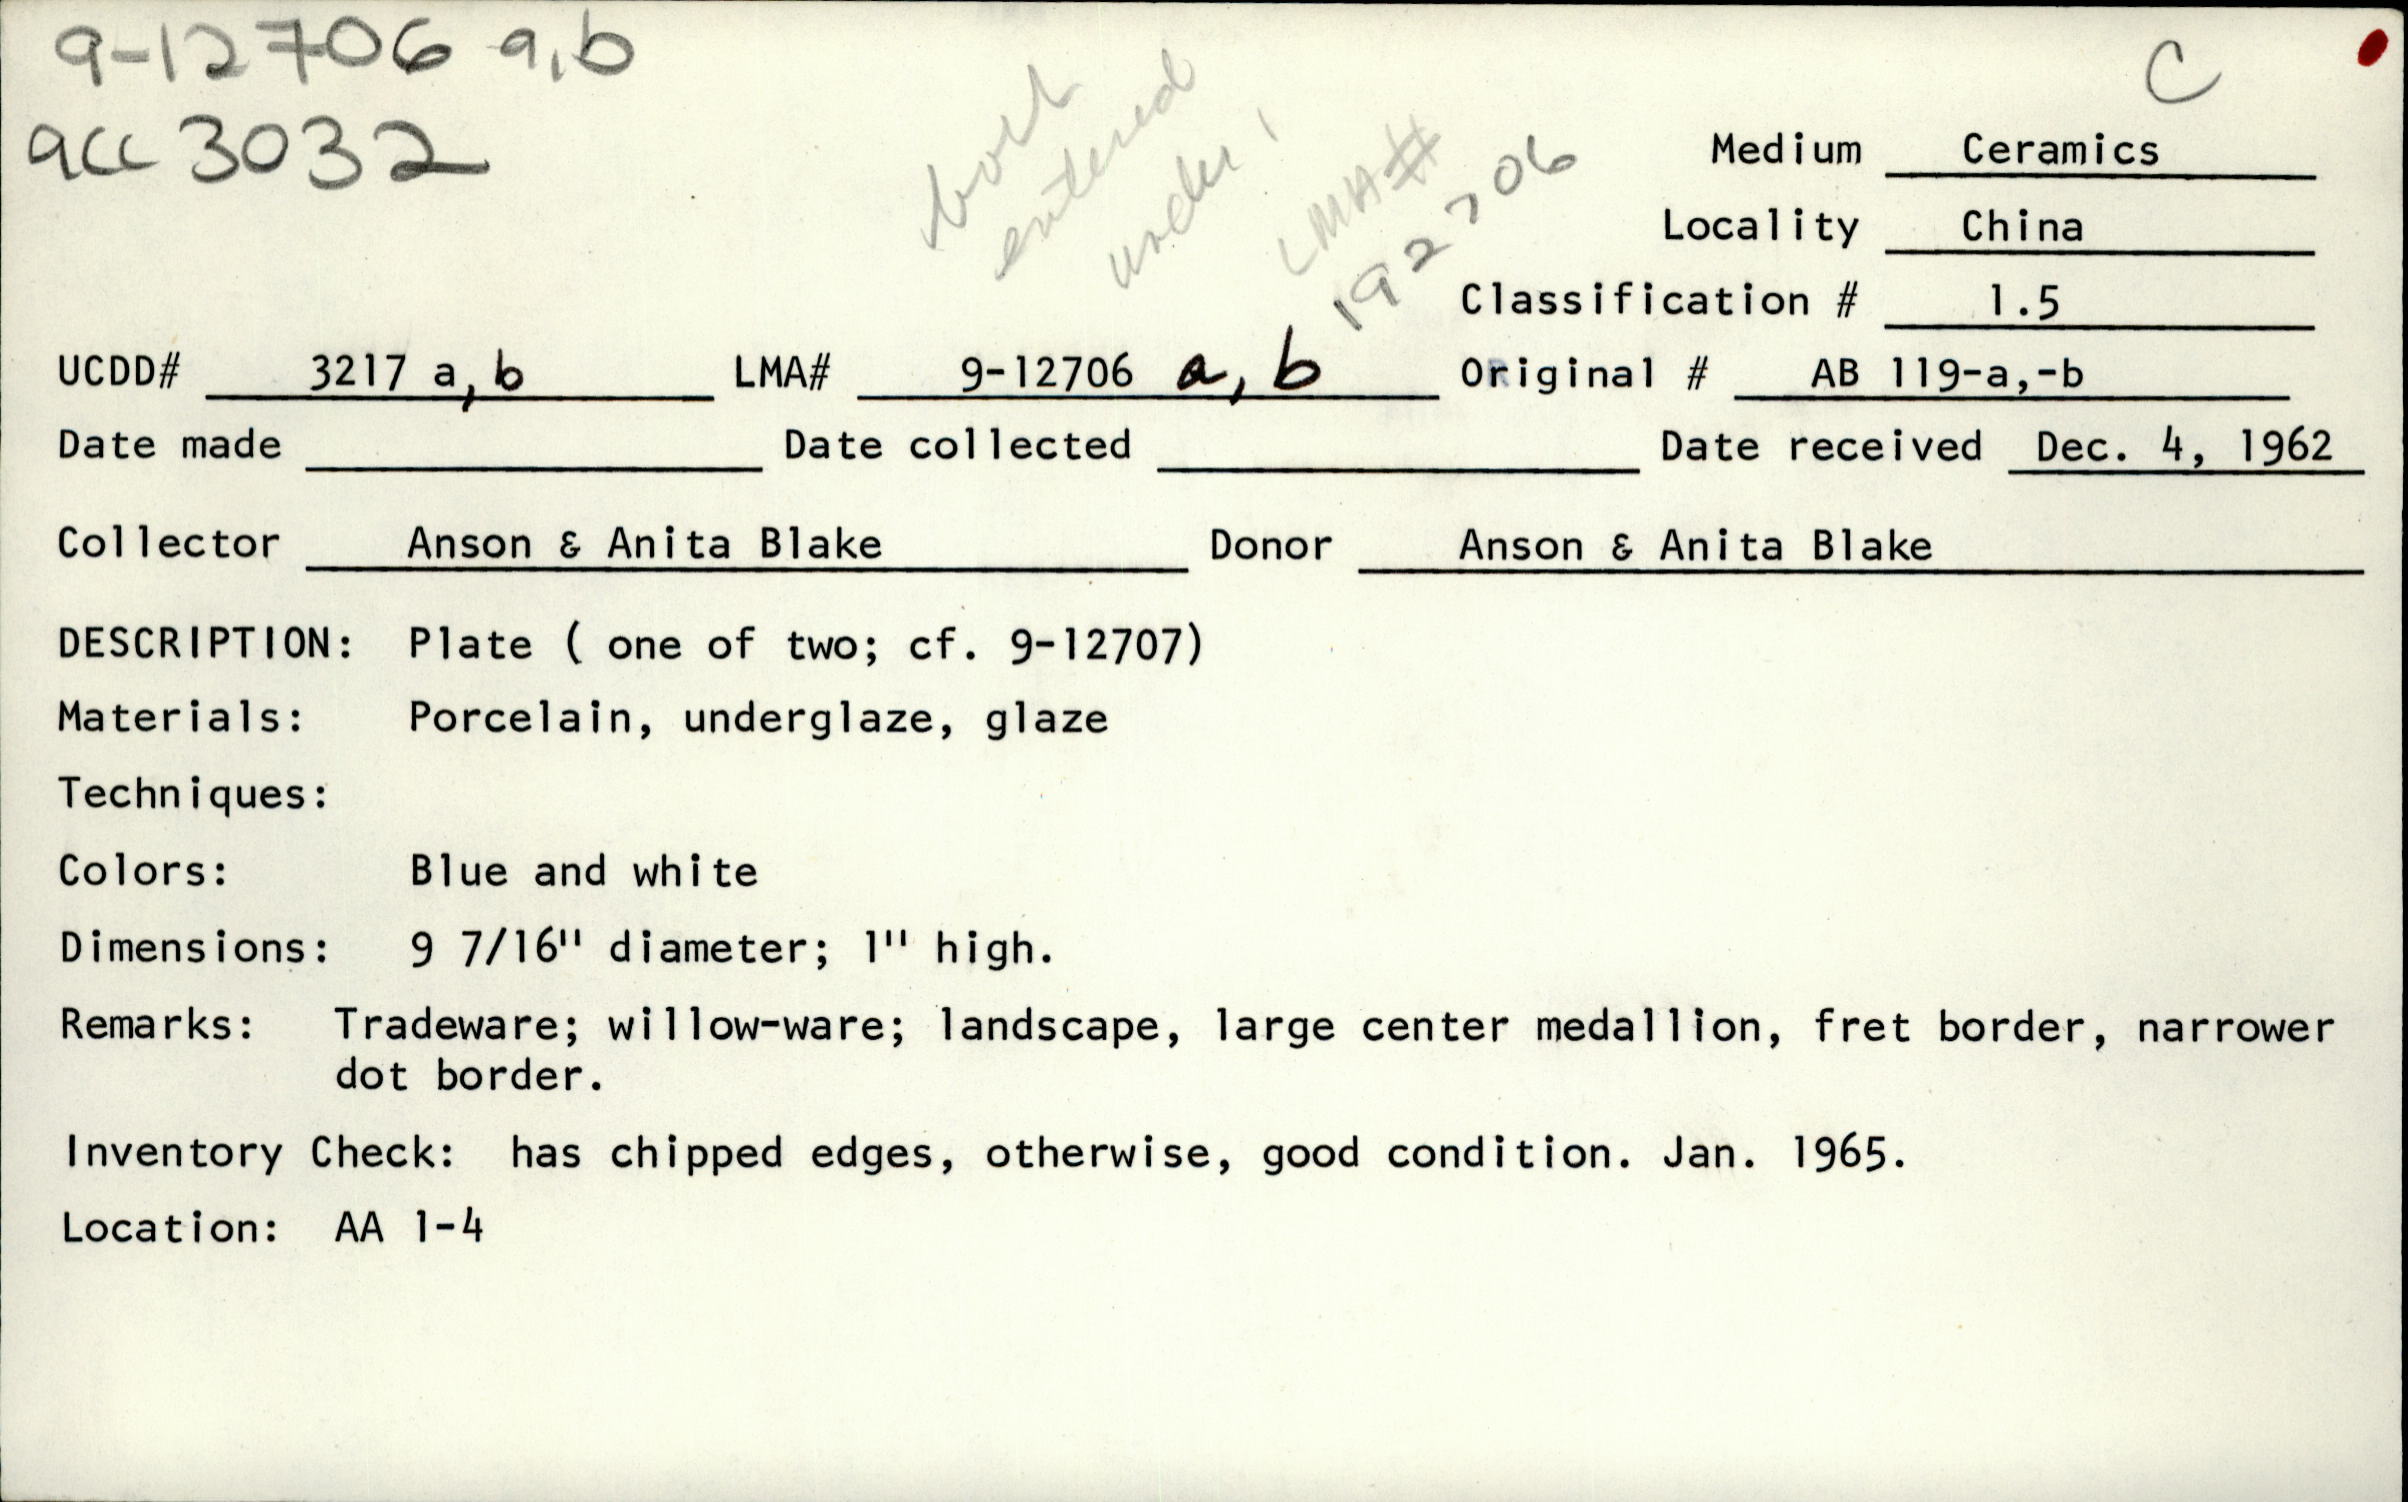 9-12706 a,b
acc 3032
both
entered
under
LMA#
192706
C
Medium Ceramics
Locality China
Classification # 1.5
UCDD# 3217 a,b LMA# 9-12706 a,b Original # AB 119-a,-b
Date made Date collected Date received Dec. 4, 1962
Collector Anson & Anita Blake Donor Anson & Anita Blake
DESCRIPTION: Plate ( one of two; cf. 9-12707)
Materials: Porcelain, underglaze, glaze
Techniques:
Colors: Blue and white
Dimensions: 9 7/16" diameter; 1" high.
Remarks: Tradeware; willow-ware; landscape, large center medallion, fret border, narrower
dot border.
Inventory Check: has chipped edges, otherwise, good condition. Jan. 1965.
Location: AA 1-4